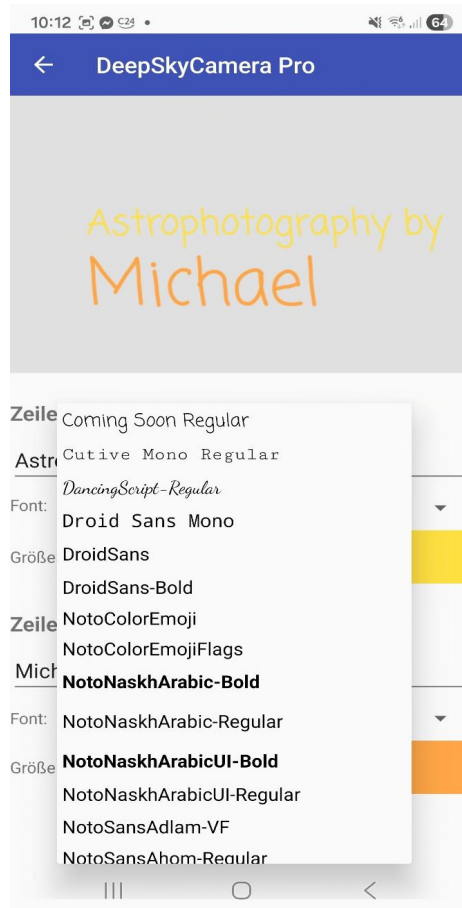 10:12 C24 64
DeepSkyCamera Pro
Astrophotography by
Michael
Zeile
Coming Soon Regular
Astr
Cutive Mono Regular
DancingScript-Regular
Font:
Droid Sans Mono
Größe
DroidSans
DroidSans-Bold
Zeile
NotoColorEmoji
NotoColorEmojiFlags
Mich
NotoNaskhArabic-Bold
Font:
NotoNaskhArabic-Regular
Größe
NotoNaskhArabicUI-Bold
NotoNaskhArabicUI-Regular
NotoSansAdlam-VF
NotoSansAhom-Regular